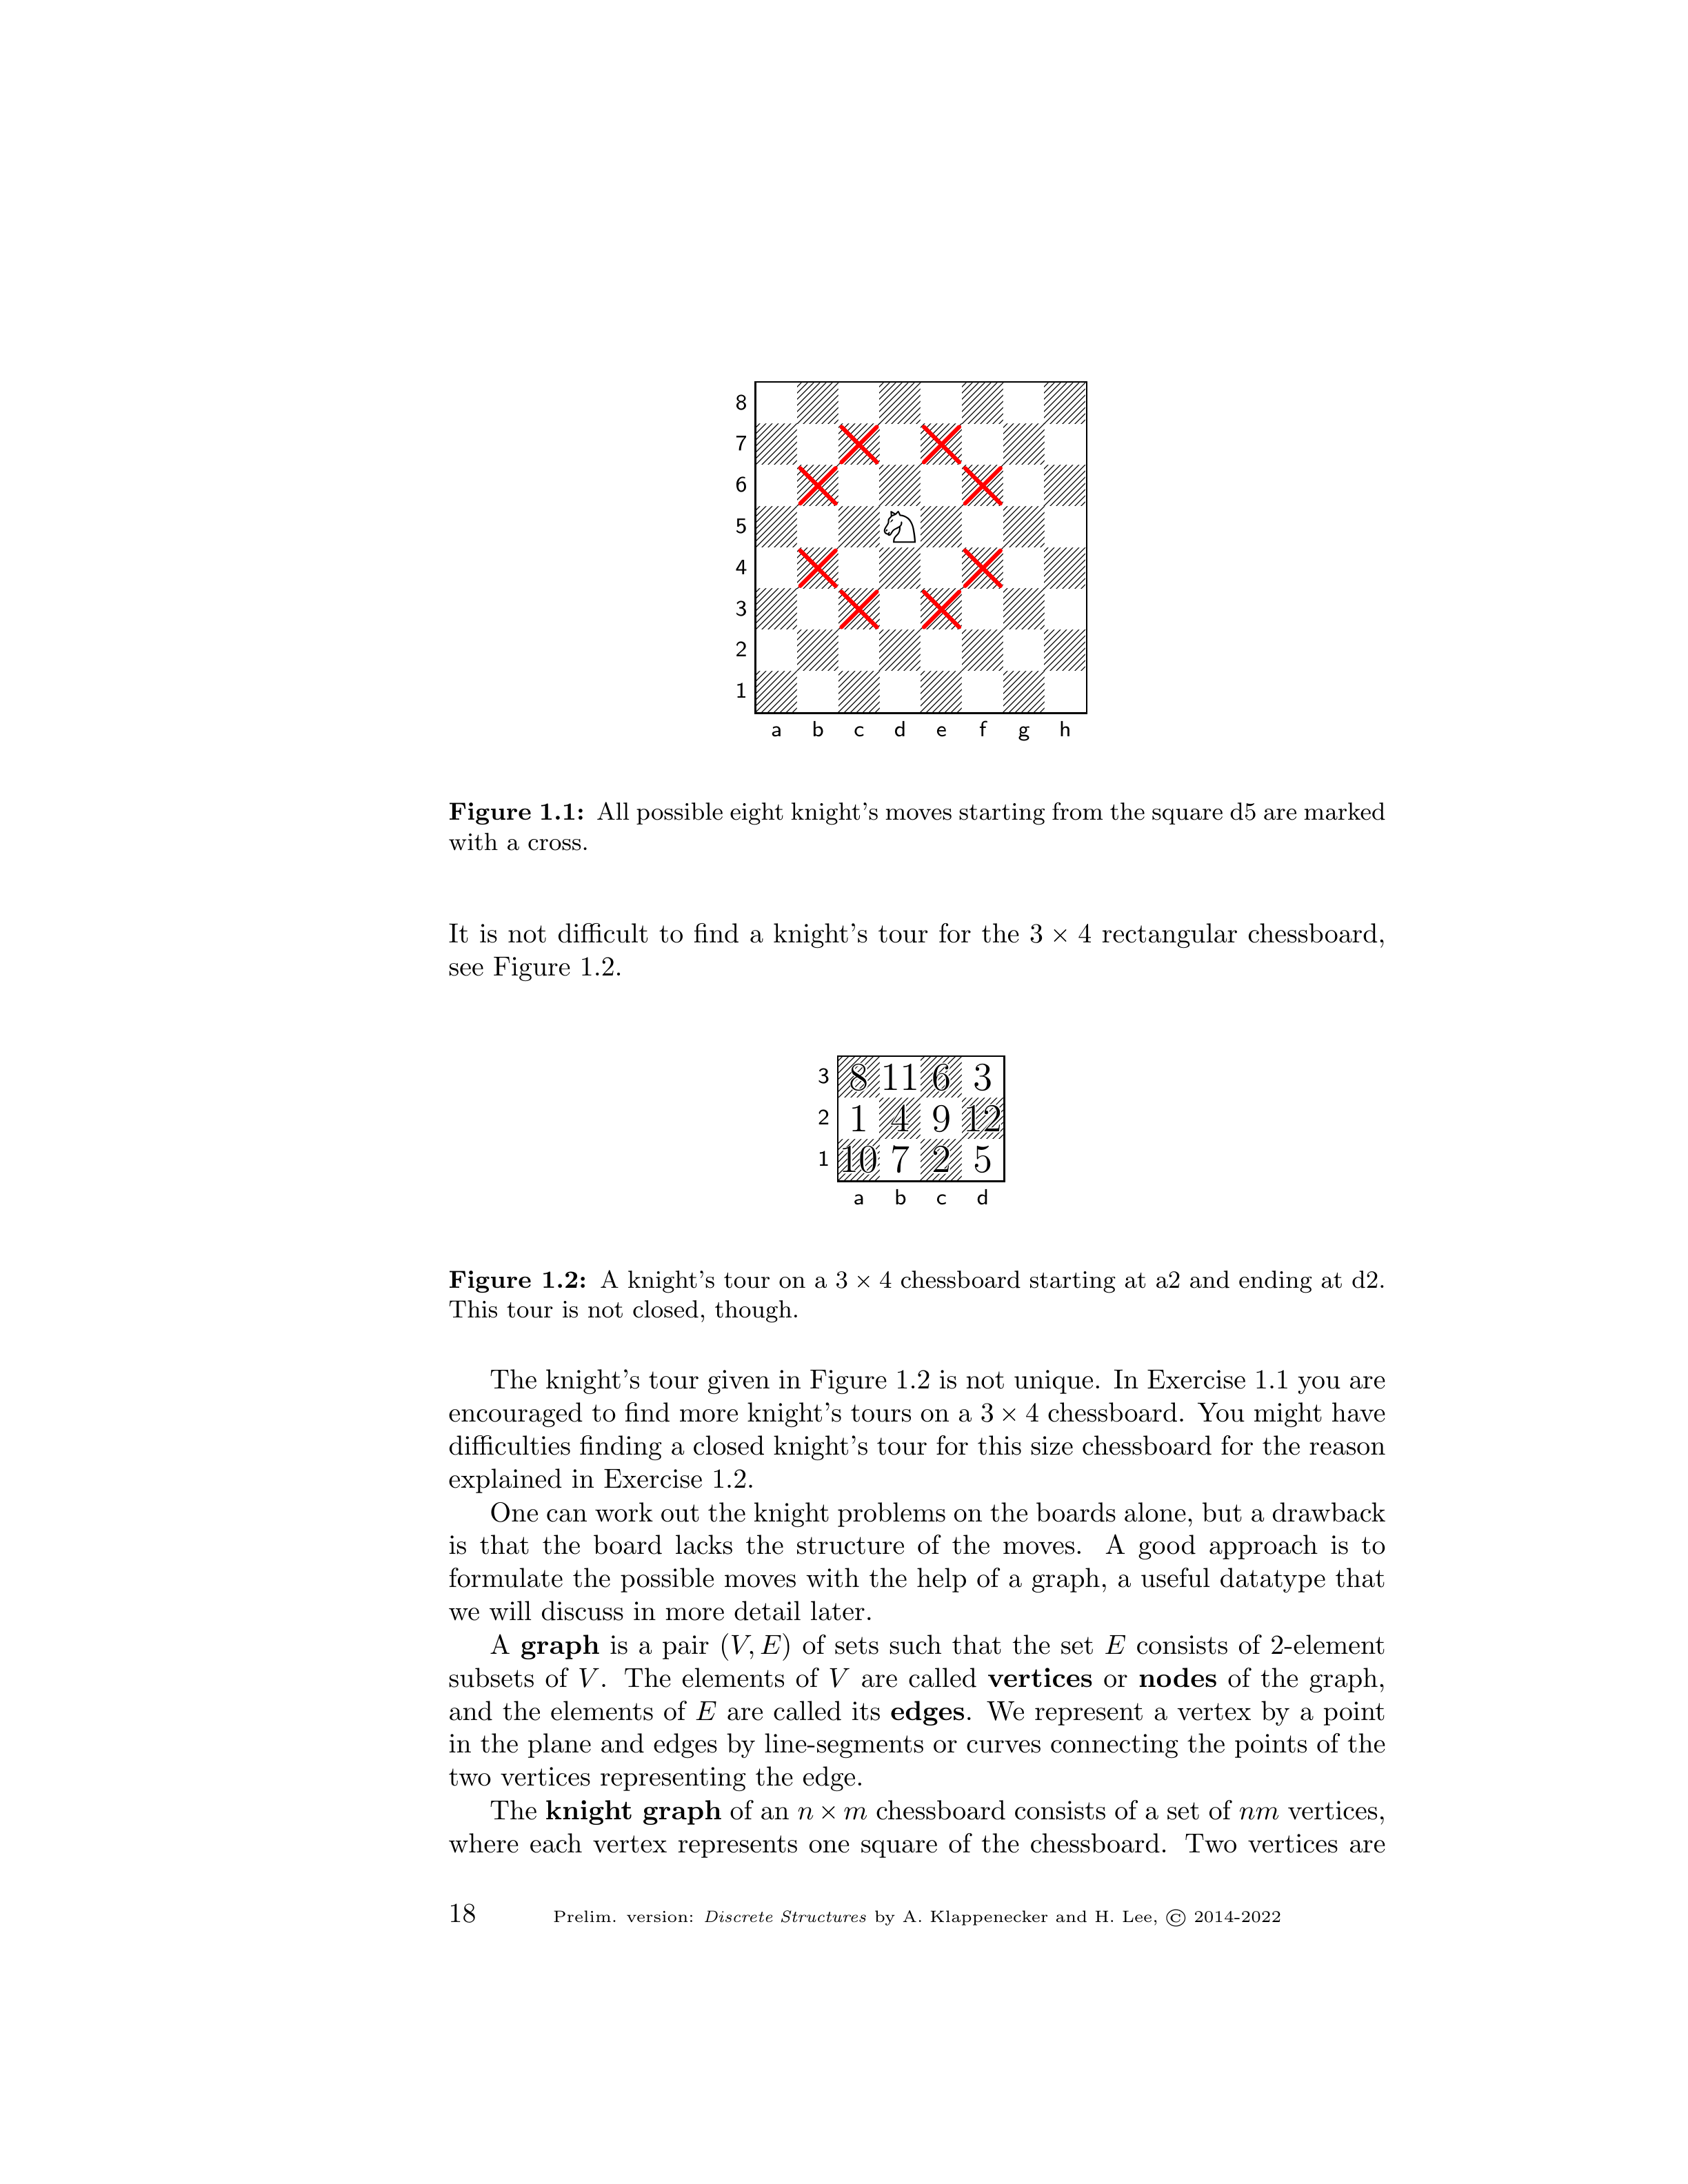 8
7
6
5
4
3
2
1
a b c d e f g h
Figure 1.1: All possible eight knight's moves starting from the square d5 are marked
with a cross.
It is not difficult to find a knight's tour for the 3 × 4 rectangular chessboard,
see Figure 1.2.
3 8 11 6 3
2 1 4 9 12
1 10 7 2 5
a b c d
Figure 1.2: A knight's tour on a 3 × 4 chessboard starting at a2 and ending at d2.
This tour is not closed, though.
The knight's tour given in Figure 1.2 is not unique. In Exercise 1.1 you are
encouraged to find more knight's tours on a 3 × 4 chessboard. You might have
difficulties finding a closed knight's tour for this size chessboard for the reason
explained in Exercise 1.2.
One can work out the knight problems on the boards alone, but a drawback
is that the board lacks the structure of the moves. A good approach is to
formulate the possible moves with the help of a graph, a useful datatype that
we will discuss in more detail later.
A graph is a pair (V, E) of sets such that the set E consists of 2-element
subsets of V. The elements of V are called vertices or nodes of the graph,
and the elements of E are called its edges. We represent a vertex by a point
in the plane and edges by line-segments or curves connecting the points of the
two vertices representing the edge.
The knight graph of an n × m chessboard consists of a set of nm vertices,
where each vertex represents one square of the chessboard. Two vertices are
18 Prelim. version: Discrete Structures by A. Klappenecker and H. Lee, © 2014-2022